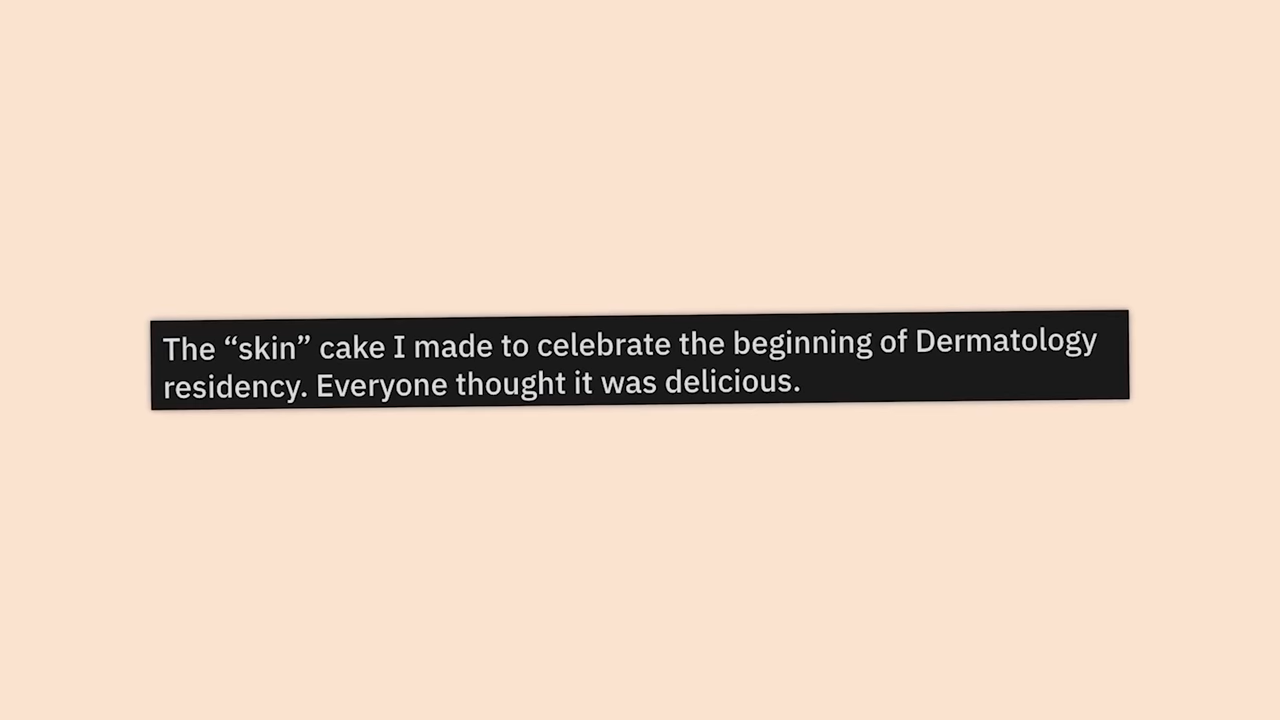 The “skin” cake I made to celebrate the beginning of Dermatology
residency. Everyone thought it was delicious.